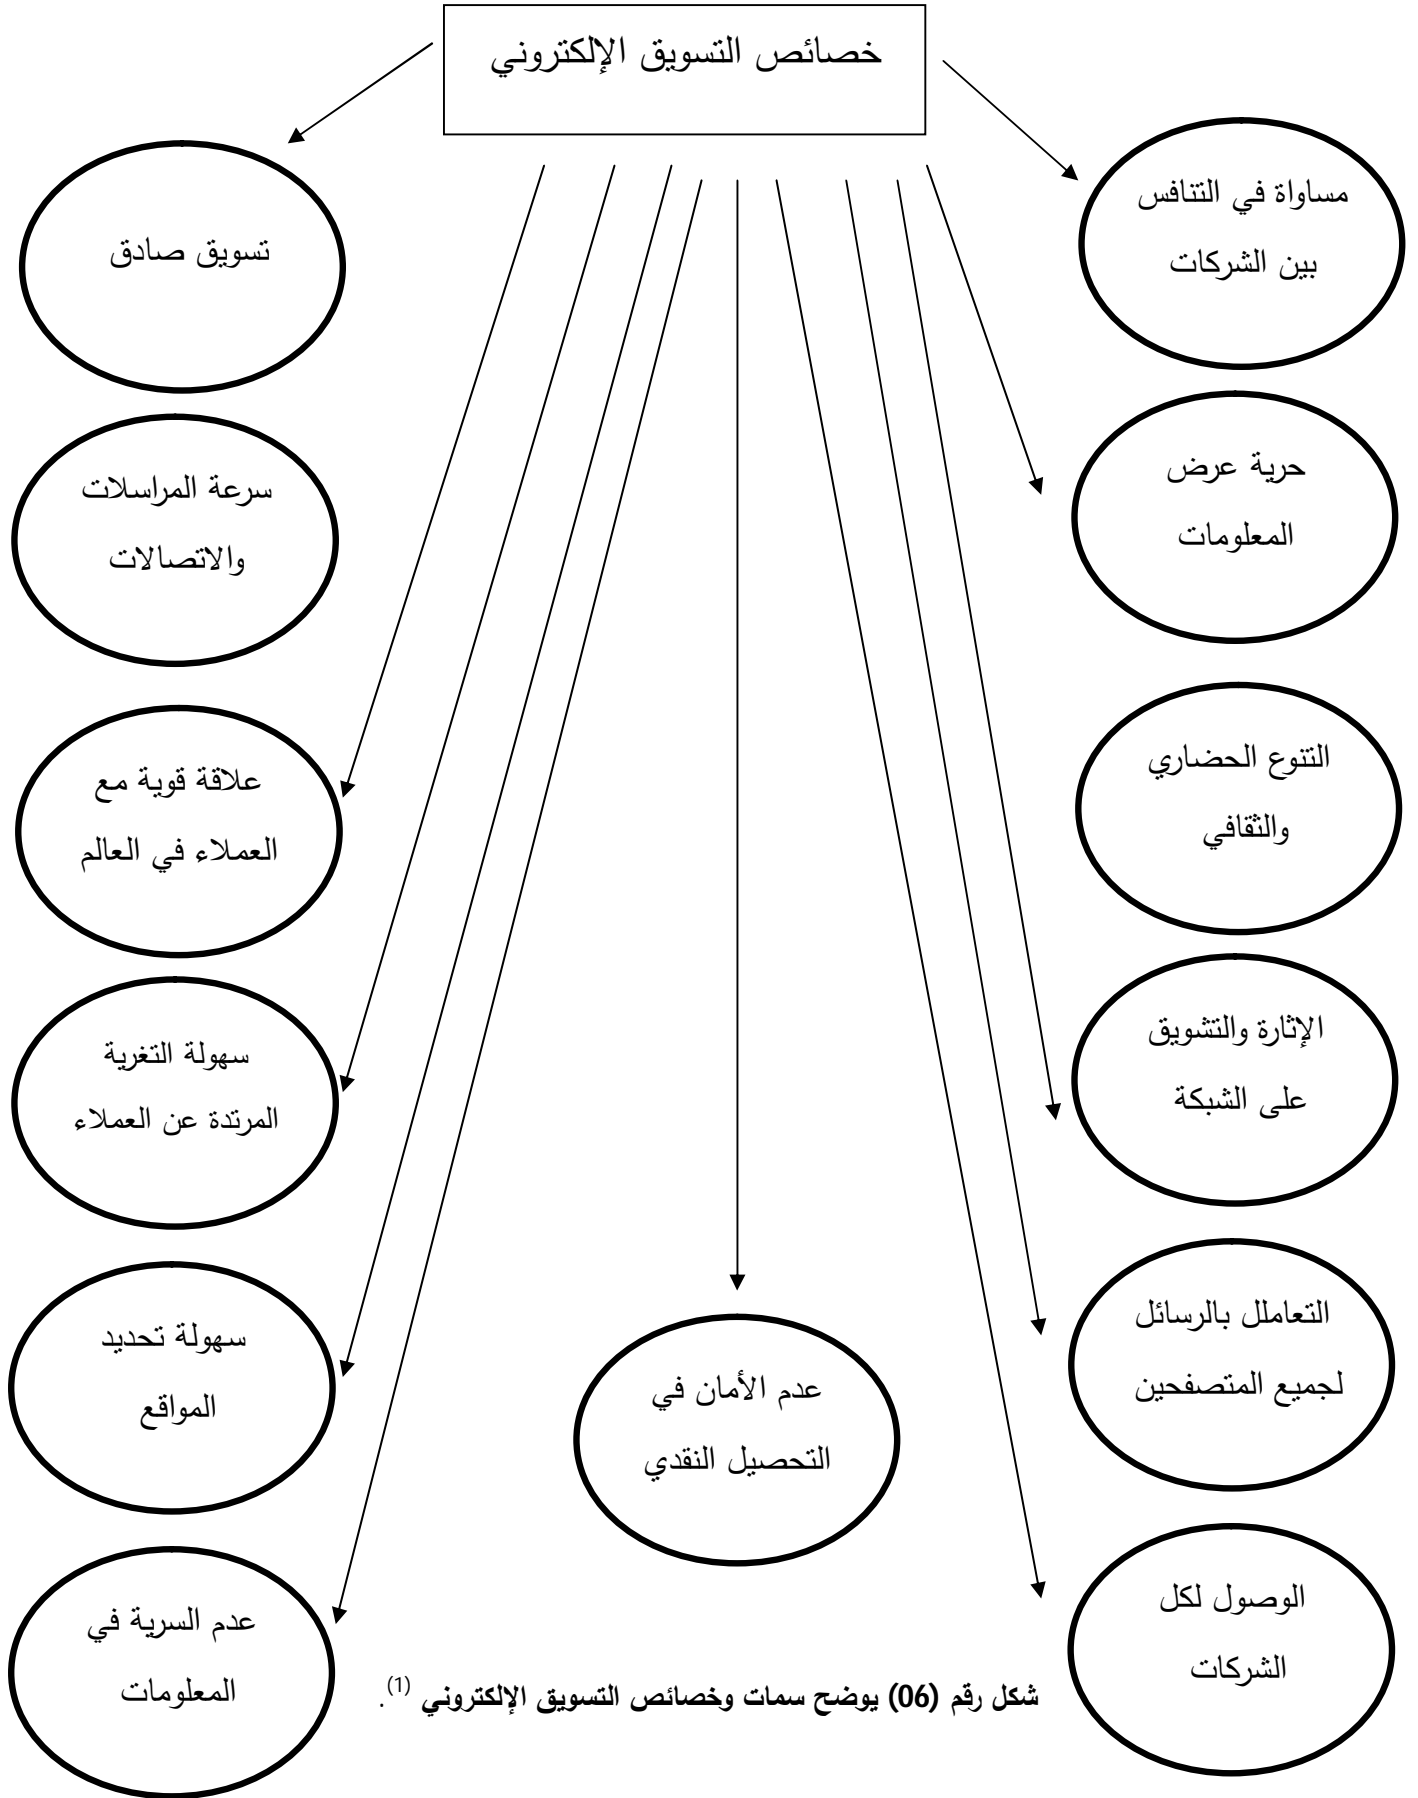 خصائص التسويق الإلكتروني
مساواة في التنافس
بين الشركات
تسويق صادق
حرية عرض
المعلومات
سرعة المراسلات
والاتصالات
التنوع الحضاري
والثقافي
علاقة قوية مع
العملاء في العالم
الإثارة والتشويق
على الشبكة
سهولة التغرية
المرتدة عن العملاء
التعاملل بالرسائل
لجميع المتصفحين
سهولة تحديد
المواقع
عدم الأمان في
التحصيل النقدي
الوصول لكل
الشركات
عدم السرية في
المعلومات
شكل رقم (06) يوضح سمات وخصائص التسويق الإلكتروني (1).